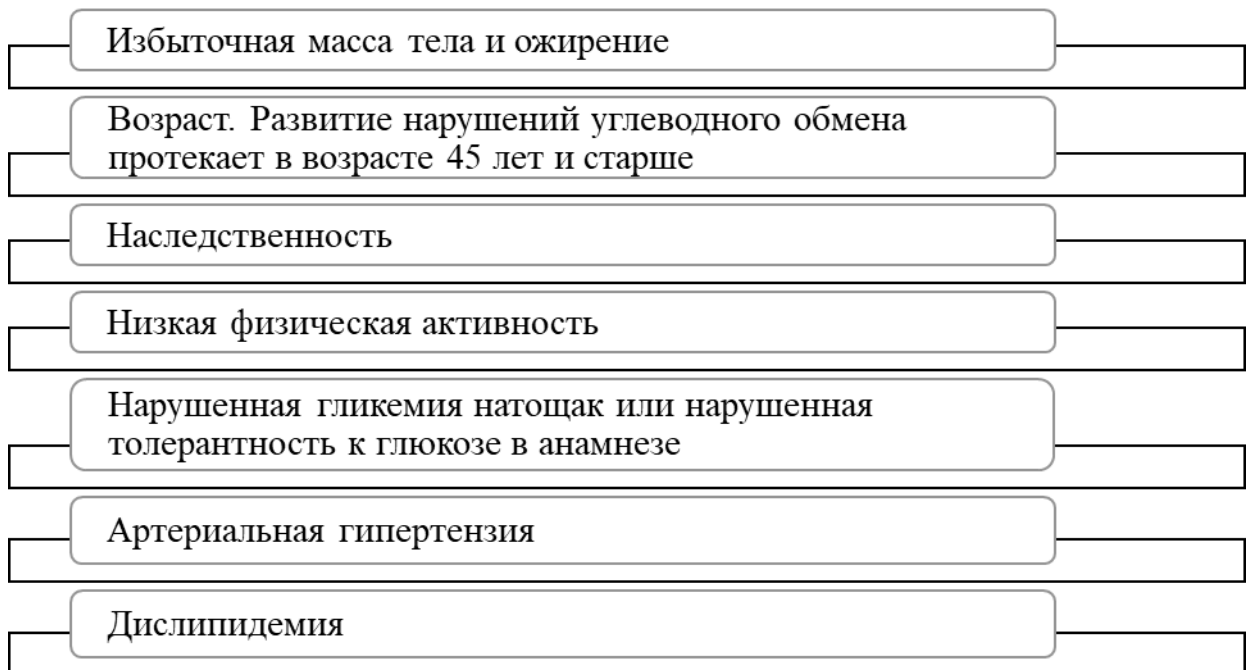 Избыточная масса тела и ожирение
Возраст. Развитие нарушений углеводного обмена
протекает в возрасте 45 лет и старше
Наследственность
Низкая физическая активность
Нарушенная гликемия натощак или нарушенная
толерантность к глюкозе в анамнезе
Артериальная гипертензия
Дислипидемия